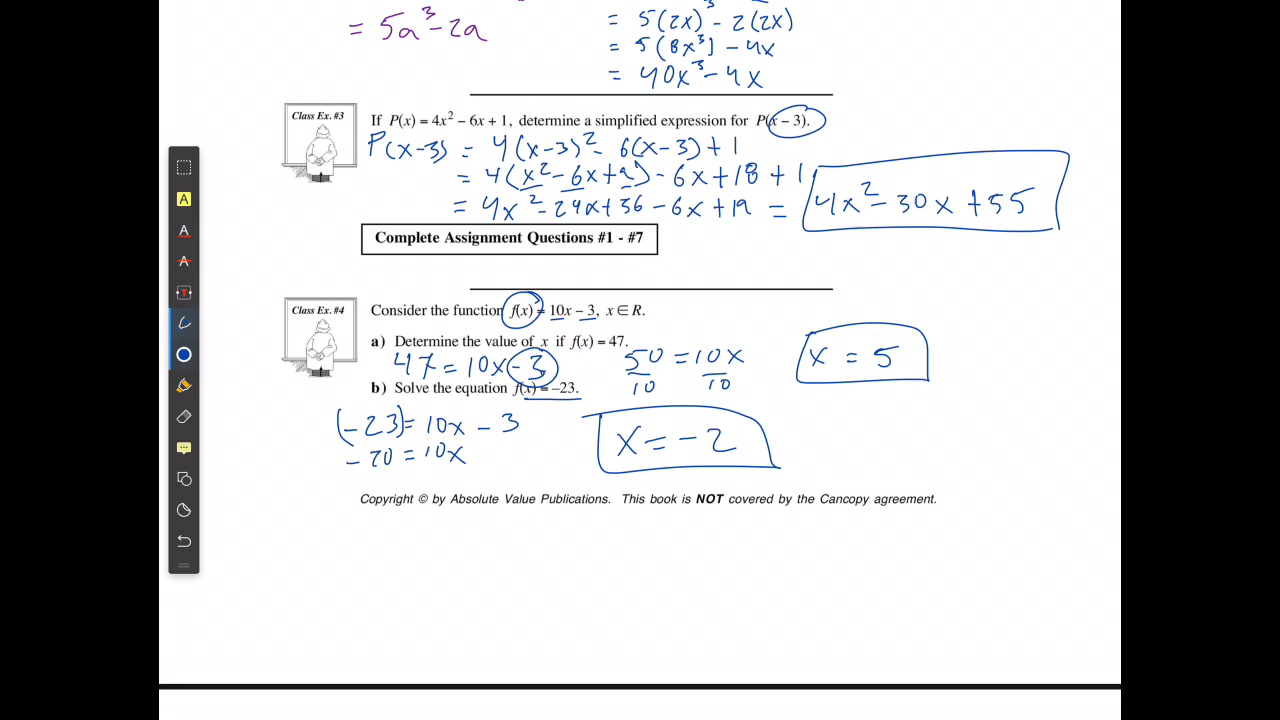 = 5a³ - 2a
= 5(2x)³ - 2(2x)
= 5(8x³) - 4x
= 40x³ - 4x
Class Ex. #3
If P(x) = 4x² − 6x + 1, determine a simplified expression for P(x − 3).
P(x-3) = 4(x-3)² - 6(x-3) + 1
= 4(x² - 6x + 9) - 6x + 18 + 1
= 4x² - 24x + 36 - 6x + 19 = 4x² - 30x + 55
Complete Assignment Questions #1 - #7
Class Ex. #4
Consider the function f(x) = 10x − 3, x ∈ R.
a) Determine the value of x if f(x) = 47.
47 = 10x - 3
50 = 10x
10 10
x = 5
b) Solve the equation f(x) = −23.
(-23) = 10x - 3
-20 = 10x
x = -2
Copyright © by Absolute Value Publications. This book is NOT covered by the Cancopy agreement.
A
A
A
T